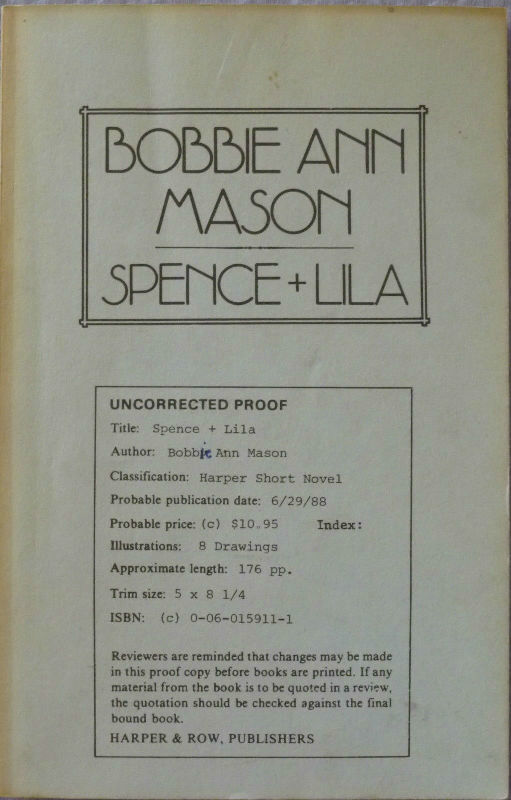 BOBBIE ANN
MASON
SPENCE + LILA
UNCORRECTED PROOF
Title: Spence + Lila
Author: Bobbie Ann Mason
Classification: Harper Short Novel
Probable publication date: 6/29/88
Probable price: (c) $10.95 Index:
Illustrations: 8 Drawings
Approximate length: 176 pp.
Trim size: 5 x 8 1/4
ISBN: (c) 0-06-015911-1
Reviewers are reminded that changes may be made
in this proof copy before books are printed. If any
material from the book is to be quoted in a review,
the quotation should be checked against the final
bound book.
HARPER & ROW, PUBLISHERS